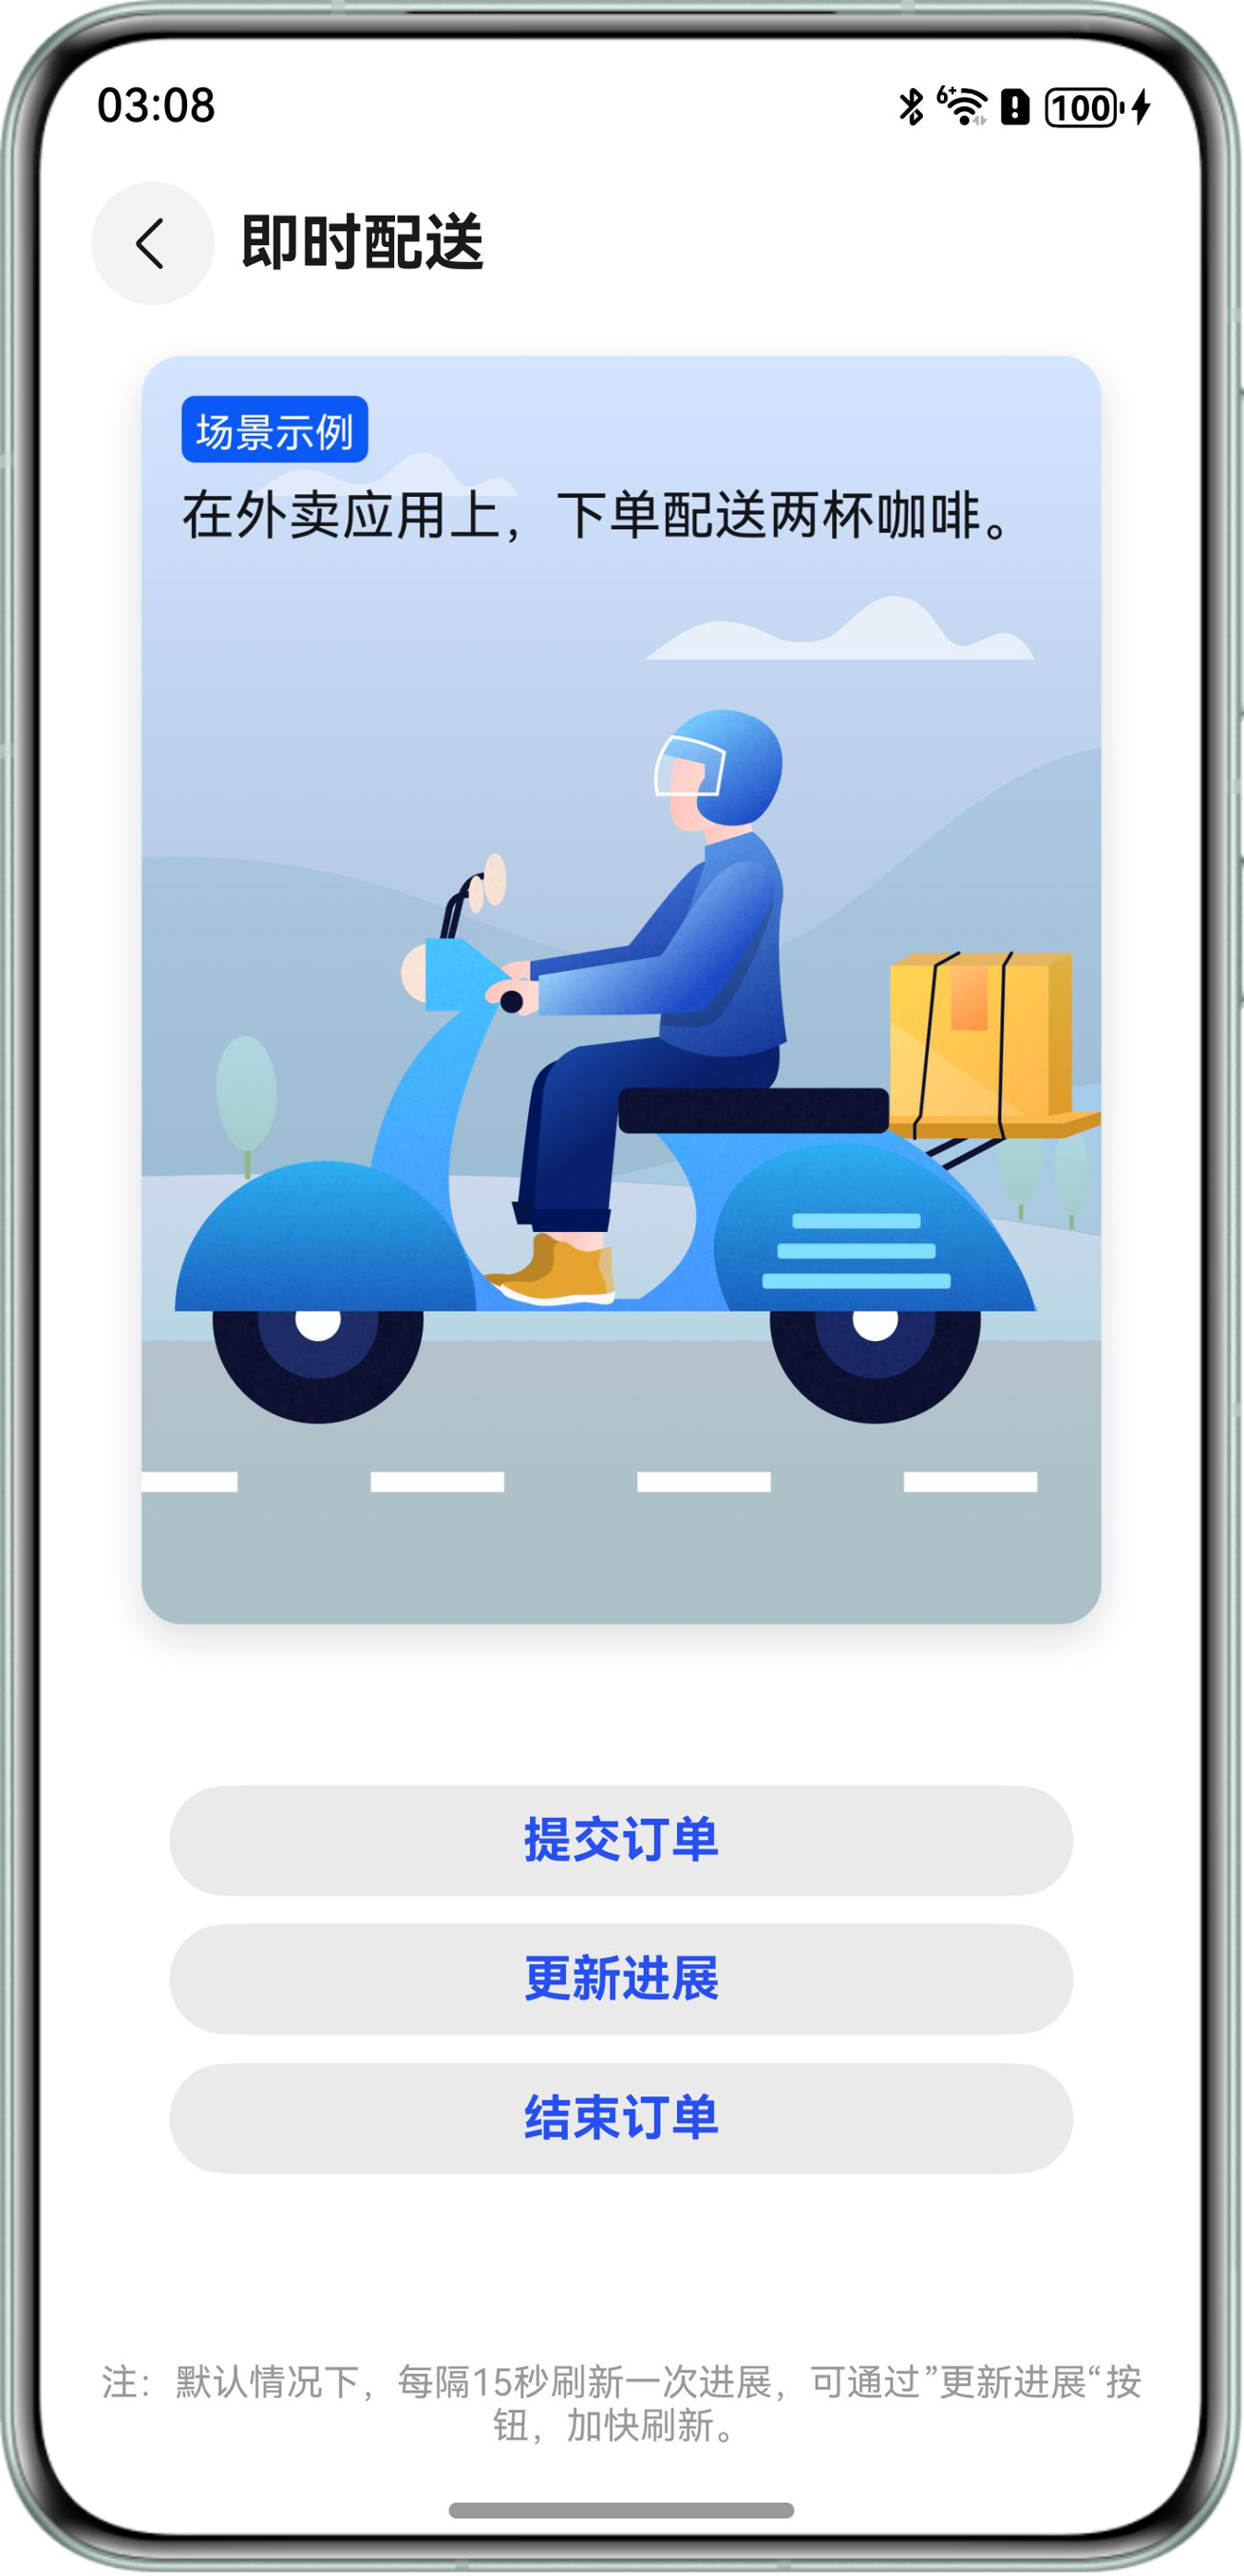 03:08
6+
100
即时配送
场景示例
在外卖应用上，下单配送两杯咖啡。
提交订单
更新进展
结束订单
注：默认情况下，每隔15秒刷新一次进展，可通过”更新进展“按
钮，加快刷新。